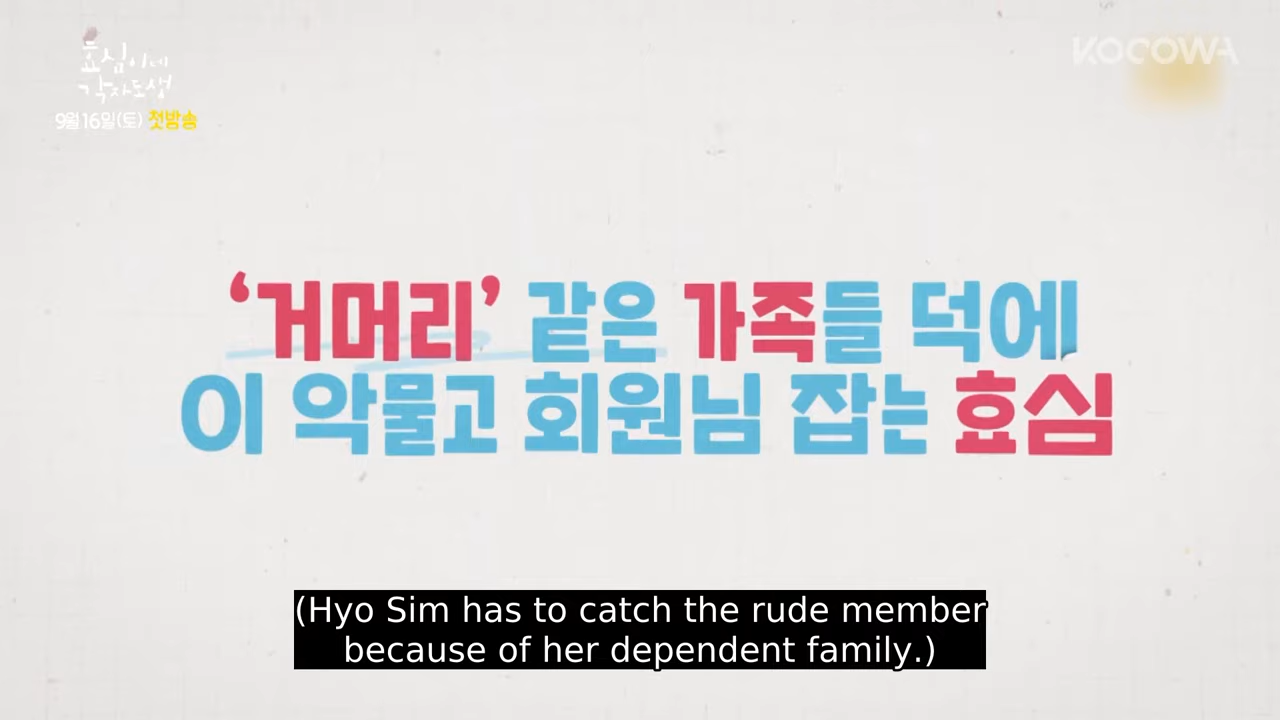 효심이네
각자도생
9월 16일(토) 첫방송
KOCOWA
‘거머리’ 같은 가족들 덕에
이 악물고 회원님 잡는 효심
(Hyo Sim has to catch the rude member
because of her dependent family.)